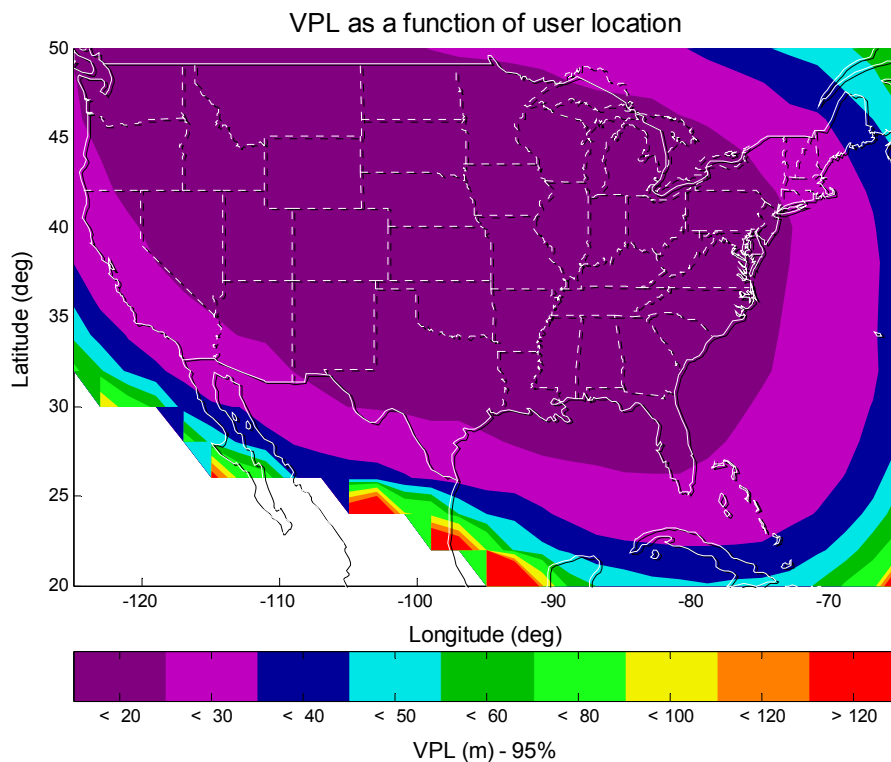 VPL as a function of user location
50
45
40
35
30
25
20
Latitude (deg)
-120 -110 -100 -90 -80 -70
Longitude (deg)
< 20 < 30 < 40 < 50 < 60 < 80 < 100 < 120 > 120
VPL (m) - 95%